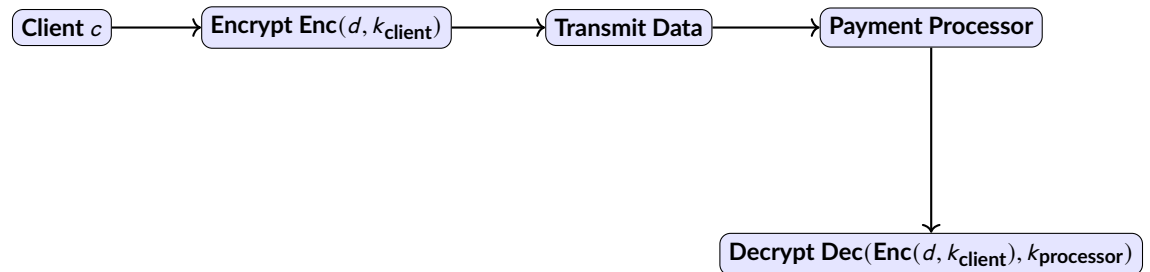 Client c
Encrypt Enc(d, k_client)
Transmit Data
Payment Processor
Decrypt Dec(Enc(d, k_client), k_processor)